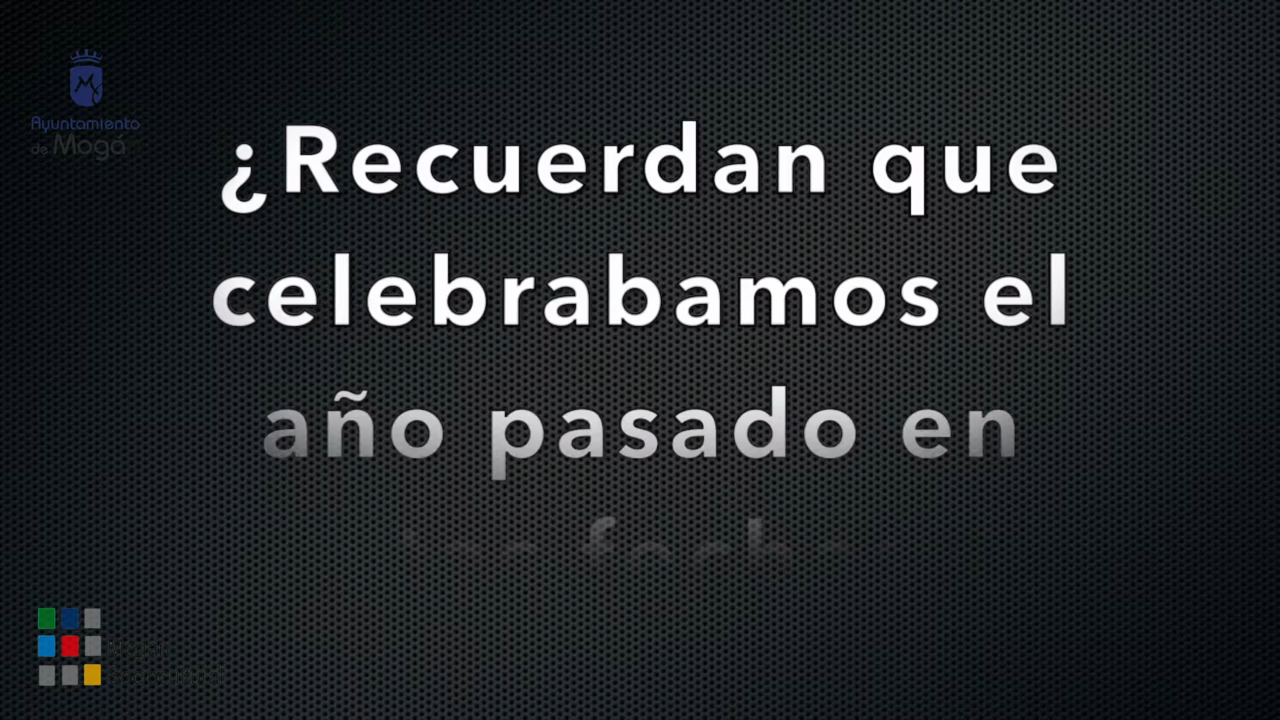 Ayuntamiento
de Mogán
¿Recuerdan que
celebrabamos el
año pasado en